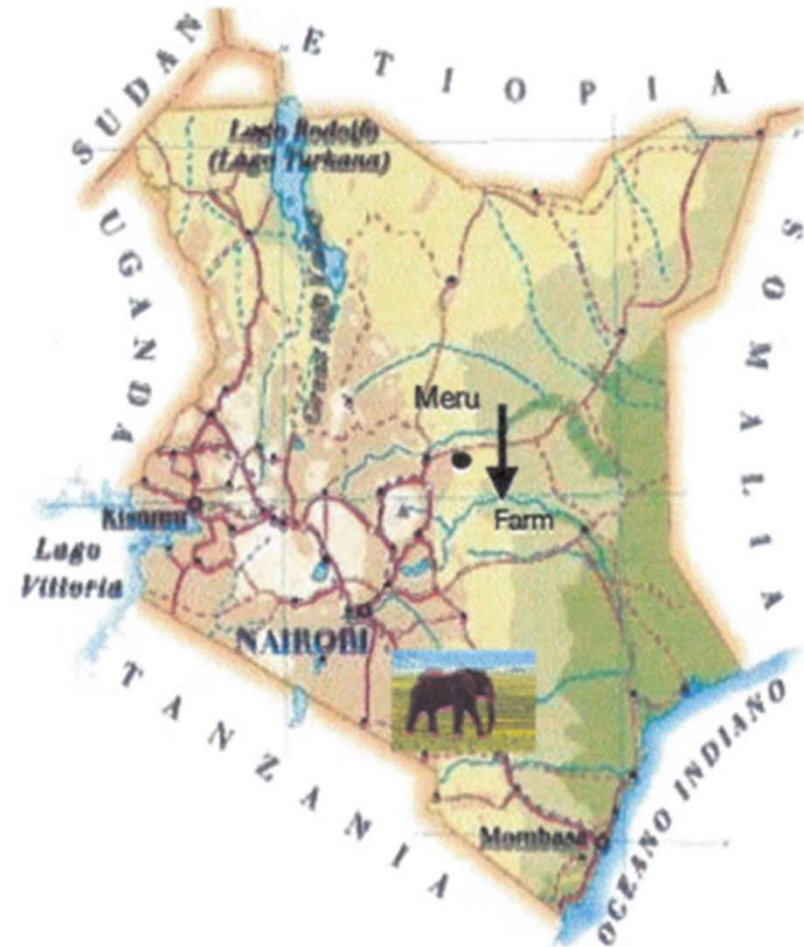 SUDAN
ETIOPIA
Lago Rodolfo
(Lago Turkana)
UGANDA
SOMALIA
Meru
Farm
Kisumu
Lago
Vittoria
NAIROBI
TANZANIA
Mombasa
OCEANO INDIANO